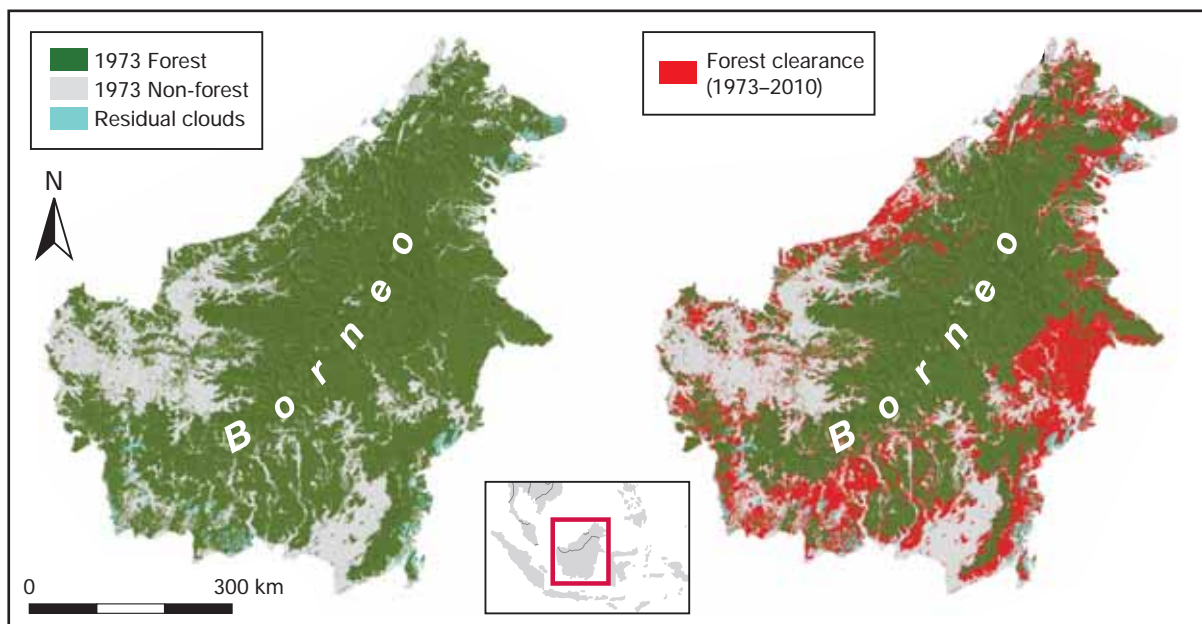 1973 Forest
1973 Non-forest
Residual clouds
N
Borneo
0 300 km
Forest clearance
(1973–2010)
Borneo